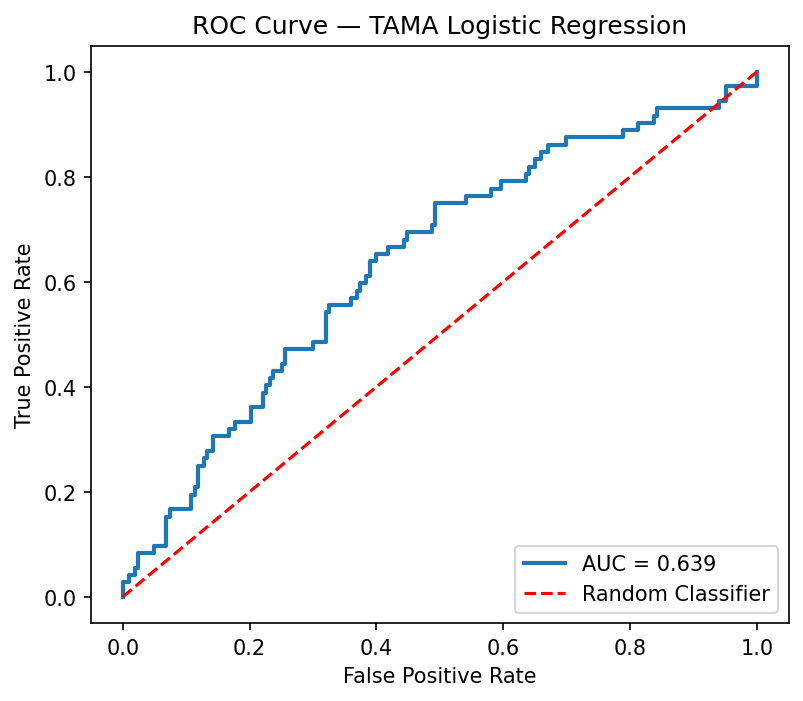 ROC Curve — TAMA Logistic Regression
True Positive Rate
1.0
0.8
0.6
0.4
0.2
0.0
AUC = 0.639
Random Classifier
0.0 0.2 0.4 0.6 0.8 1.0
False Positive Rate